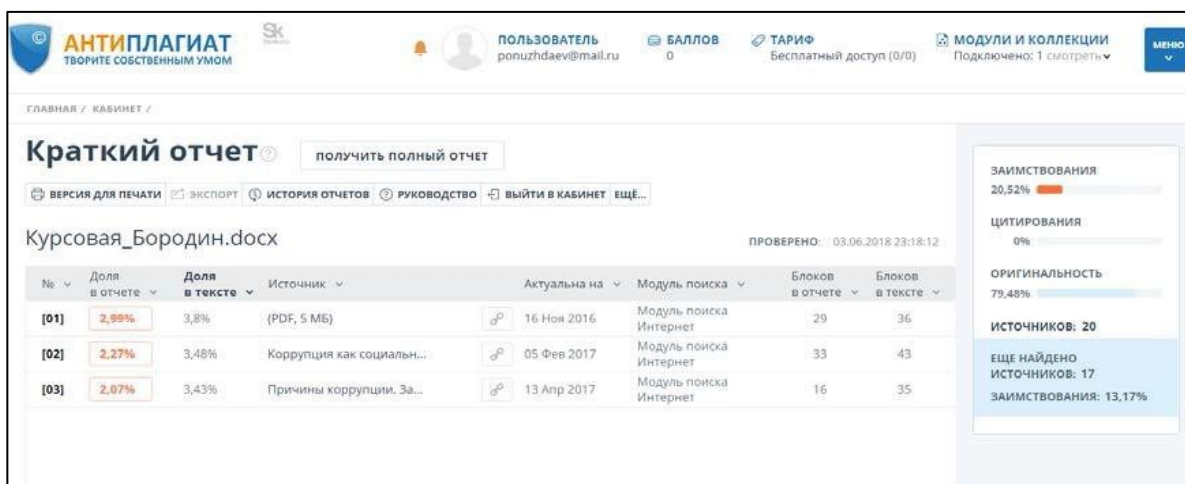 АНТИПЛАГИАТ
ТВОРИТЕ СОБСТВЕННЫМ УМОМ
Sk
ПОЛЬЗОВАТЕЛЬ
ponuzhdaev@mail.ru
БАЛЛОВ
0
ТАРИФ
Бесплатный доступ (0/0)
МОДУЛИ И КОЛЛЕКЦИИ
Подключено: 1 смотреть
МЕНЮ
ГЛАВНАЯ / КАБИНЕТ /
Краткий отчет ?
ПОЛУЧИТЬ ПОЛНЫЙ ОТЧЕТ
ВЕРСИЯ ДЛЯ ПЕЧАТИ ЭКСПОРТ ИСТОРИЯ ОТЧЕТОВ РУКОВОДСТВО ВЫЙТИ В КАБИНЕТ ЕЩЁ...
Курсовая_Бородин.docx
ПРОВЕРЕНО: 03.06.2018 23:18:12
№ Доля в отчете Доля в тексте Источник Актуальна на Модуль поиска Блоков в отчете Блоков в тексте
[01] 2,99% 3,8% (PDF, 5 МБ) 16 Ноя 2016 Модуль поиска Интернет 29 36
[02] 2,27% 3,48% Коррупция как социальн... 05 Фев 2017 Модуль поиска Интернет 33 43
[03] 2,07% 3,43% Причины коррупции. За... 13 Апр 2017 Модуль поиска Интернет 16 35
ЗАИМСТВОВАНИЯ
20,52%
ЦИТИРОВАНИЯ
0%
ОРИГИНАЛЬНОСТЬ
79,48%
ИСТОЧНИКОВ: 20
ЕЩЕ НАЙДЕНО
ИСТОЧНИКОВ: 17
ЗАИМСТВОВАНИЯ: 13,17%